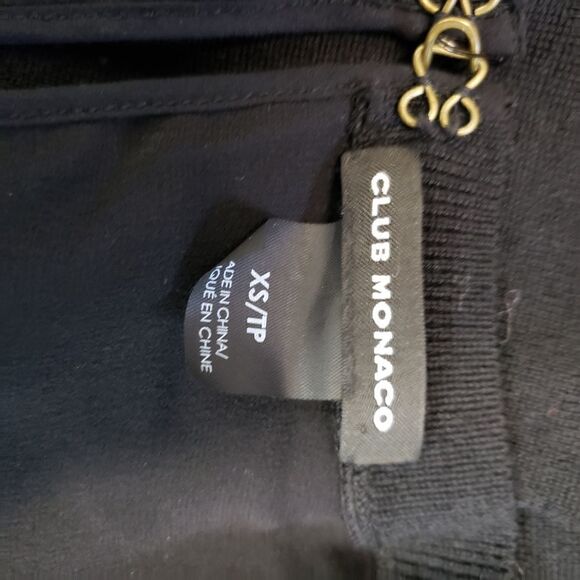 CLUB MONACO
XS/TP
ADE IN CHINA/
QUÉ EN CHINE